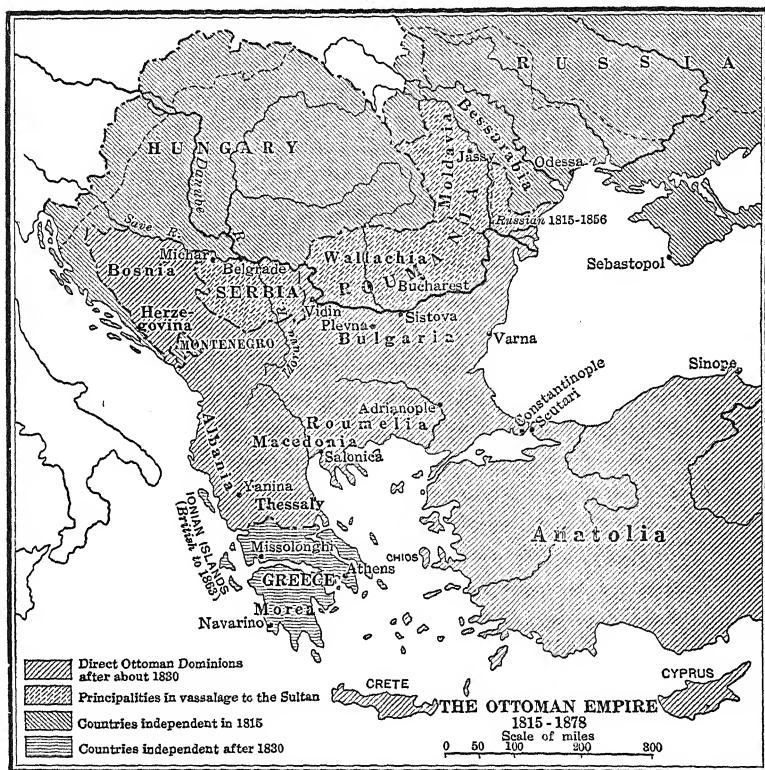 RUSSIA
HUNGARY
Danube
Moldavia
Bessarabia
Jassy
Odessa
Russian 1815-1856
Save R.
R.
Michar
Belgrade
Bosnia
Wallachia
ROUMANIA
Bucharest
Sebastopol
SERBIA
Herze-
govina
Vidin
Sistova
Plevna
Bulgaria
MONTENEGRO
Varna
Sinope
Constantinople
Scutari
Adrianople
Roumelia
Macedonia
Salonica
Albania
Yanina
Thessaly
Anatolia
IONIAN ISLANDS
(British to 1863)
Missolonghi
CHIOS
Athens
GREECE
Morea
Navarino
Direct Ottoman Dominions
after about 1830
Principalities in vassalage to the Sultan
Countries independent in 1815
Countries independent after 1830
CRETE
CYPRUS
THE OTTOMAN EMPIRE
1815-1878
Scale of miles
0 50 100 200 300